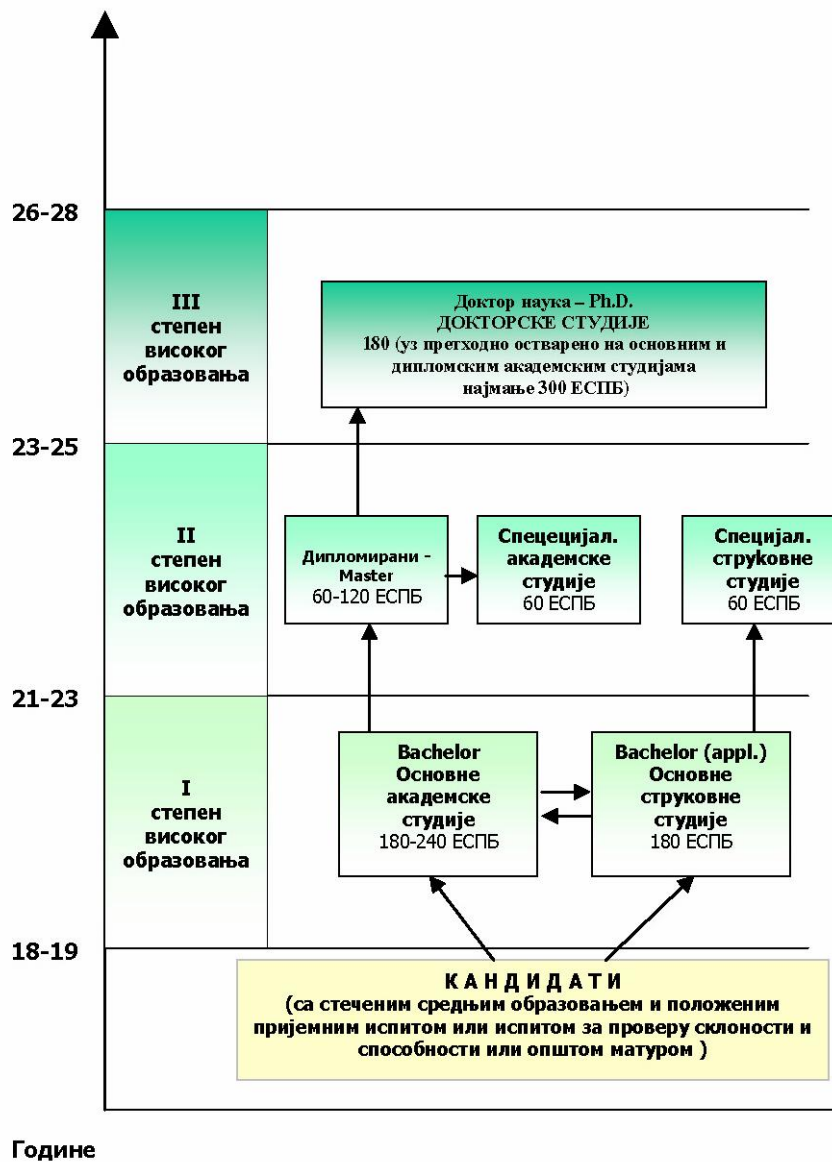 26-28
III
степен
високог
образовања
Доктор наука – Ph.D.
ДОКТОРСКЕ СТУДИЈЕ
180 (уз претходно остварено на основним и
дипломским академским студијама
најмање 300 ЕСПБ)
23-25
II
степен
високог
образовања
Дипломирани -
Master
60-120 ЕСПБ
Спецецијал.
академске
студије
60 ЕСПБ
Специјал.
струковне
студије
60 ЕСПБ
21-23
I
степен
високог
образовања
Bachelor
Основне
академске
студије
180-240 ЕСПБ
Bachelor (appl.)
Основне
струковне
студије
180 ЕСПБ
18-19
К А Н Д И Д А Т И
(са стеченим средњим образовањем и положеним
пријемним испитом или испитом за проверу склоности и
способности или општом матуром )
Године